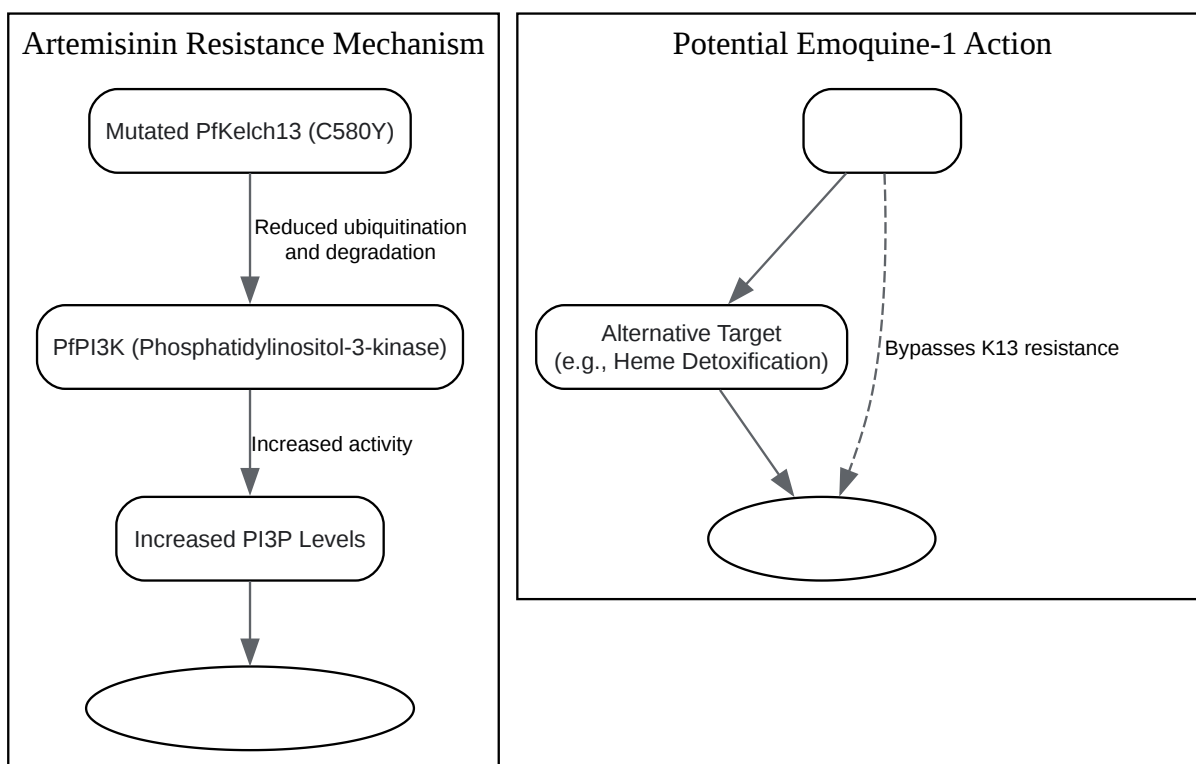 Artemisinin Resistance Mechanism
Mutated PfKelch13 (C580Y)
Reduced ubiquitination
and degradation
PfPI3K (Phosphatidylinositol-3-kinase)
Increased activity
Increased PI3P Levels
Potential Emoquine-1 Action
Alternative Target
(e.g., Heme Detoxification)
Bypasses K13 resistance